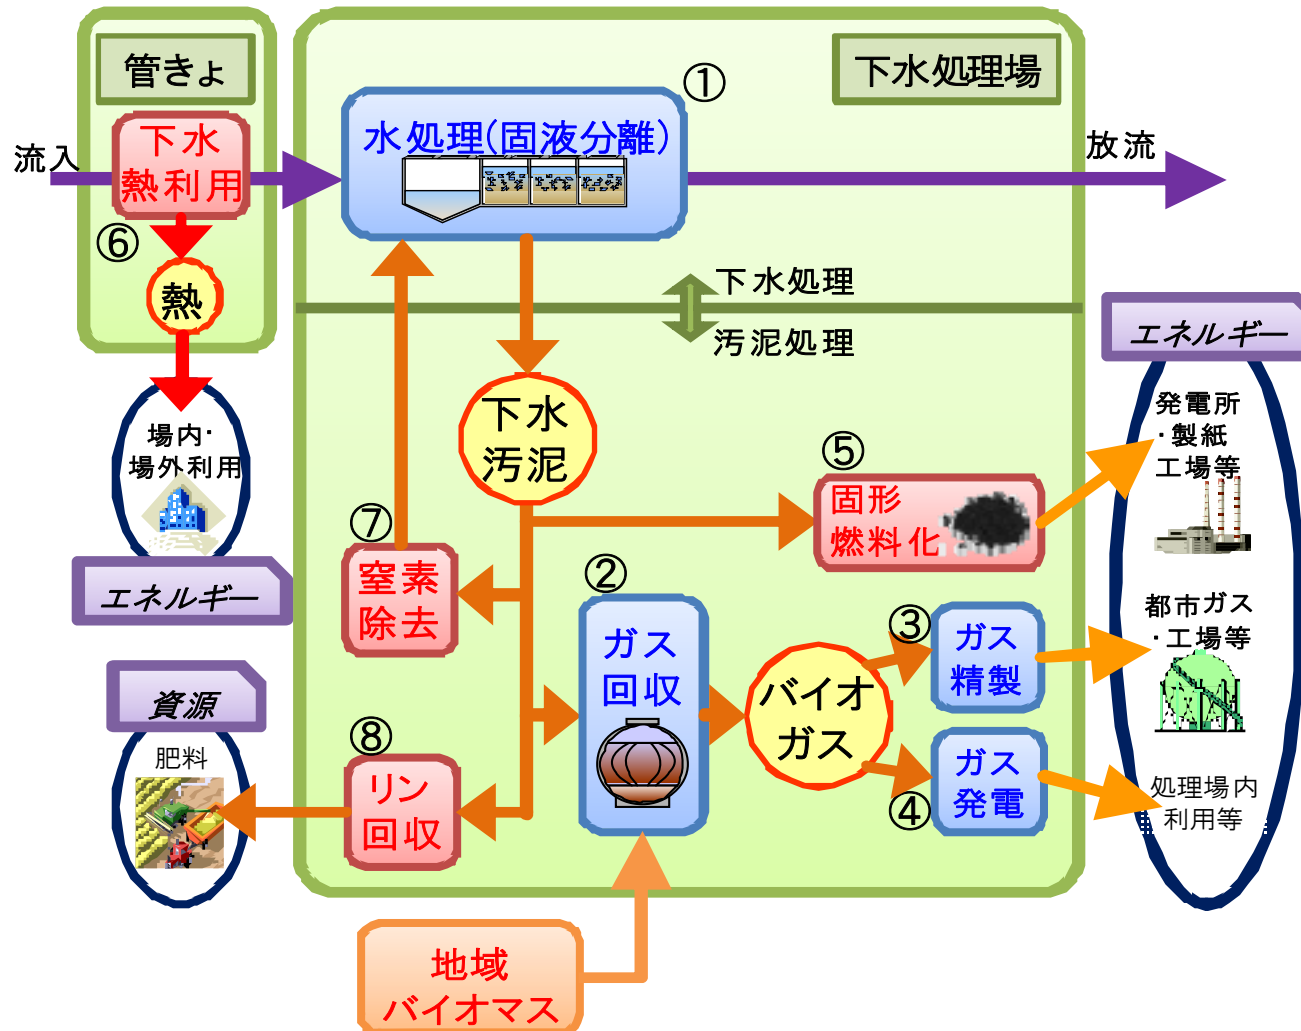 管きょ
下水処理場
①
水処理(固液分離)
流入
下水
熱利用
放流
⑥
熱
下水処理
汚泥処理
エネルギー
場内・
場外利用
エネルギー
下水
汚泥
発電所
・製紙
工場等
⑤
固形
燃料化
⑦
窒素
除去
②
ガス
回収
③
ガス
精製
都市ガス
・工場等
バイオ
ガス
資源
肥料
⑧
リン
回収
④
ガス
発電
処理場内
利用等
地域
バイオマス